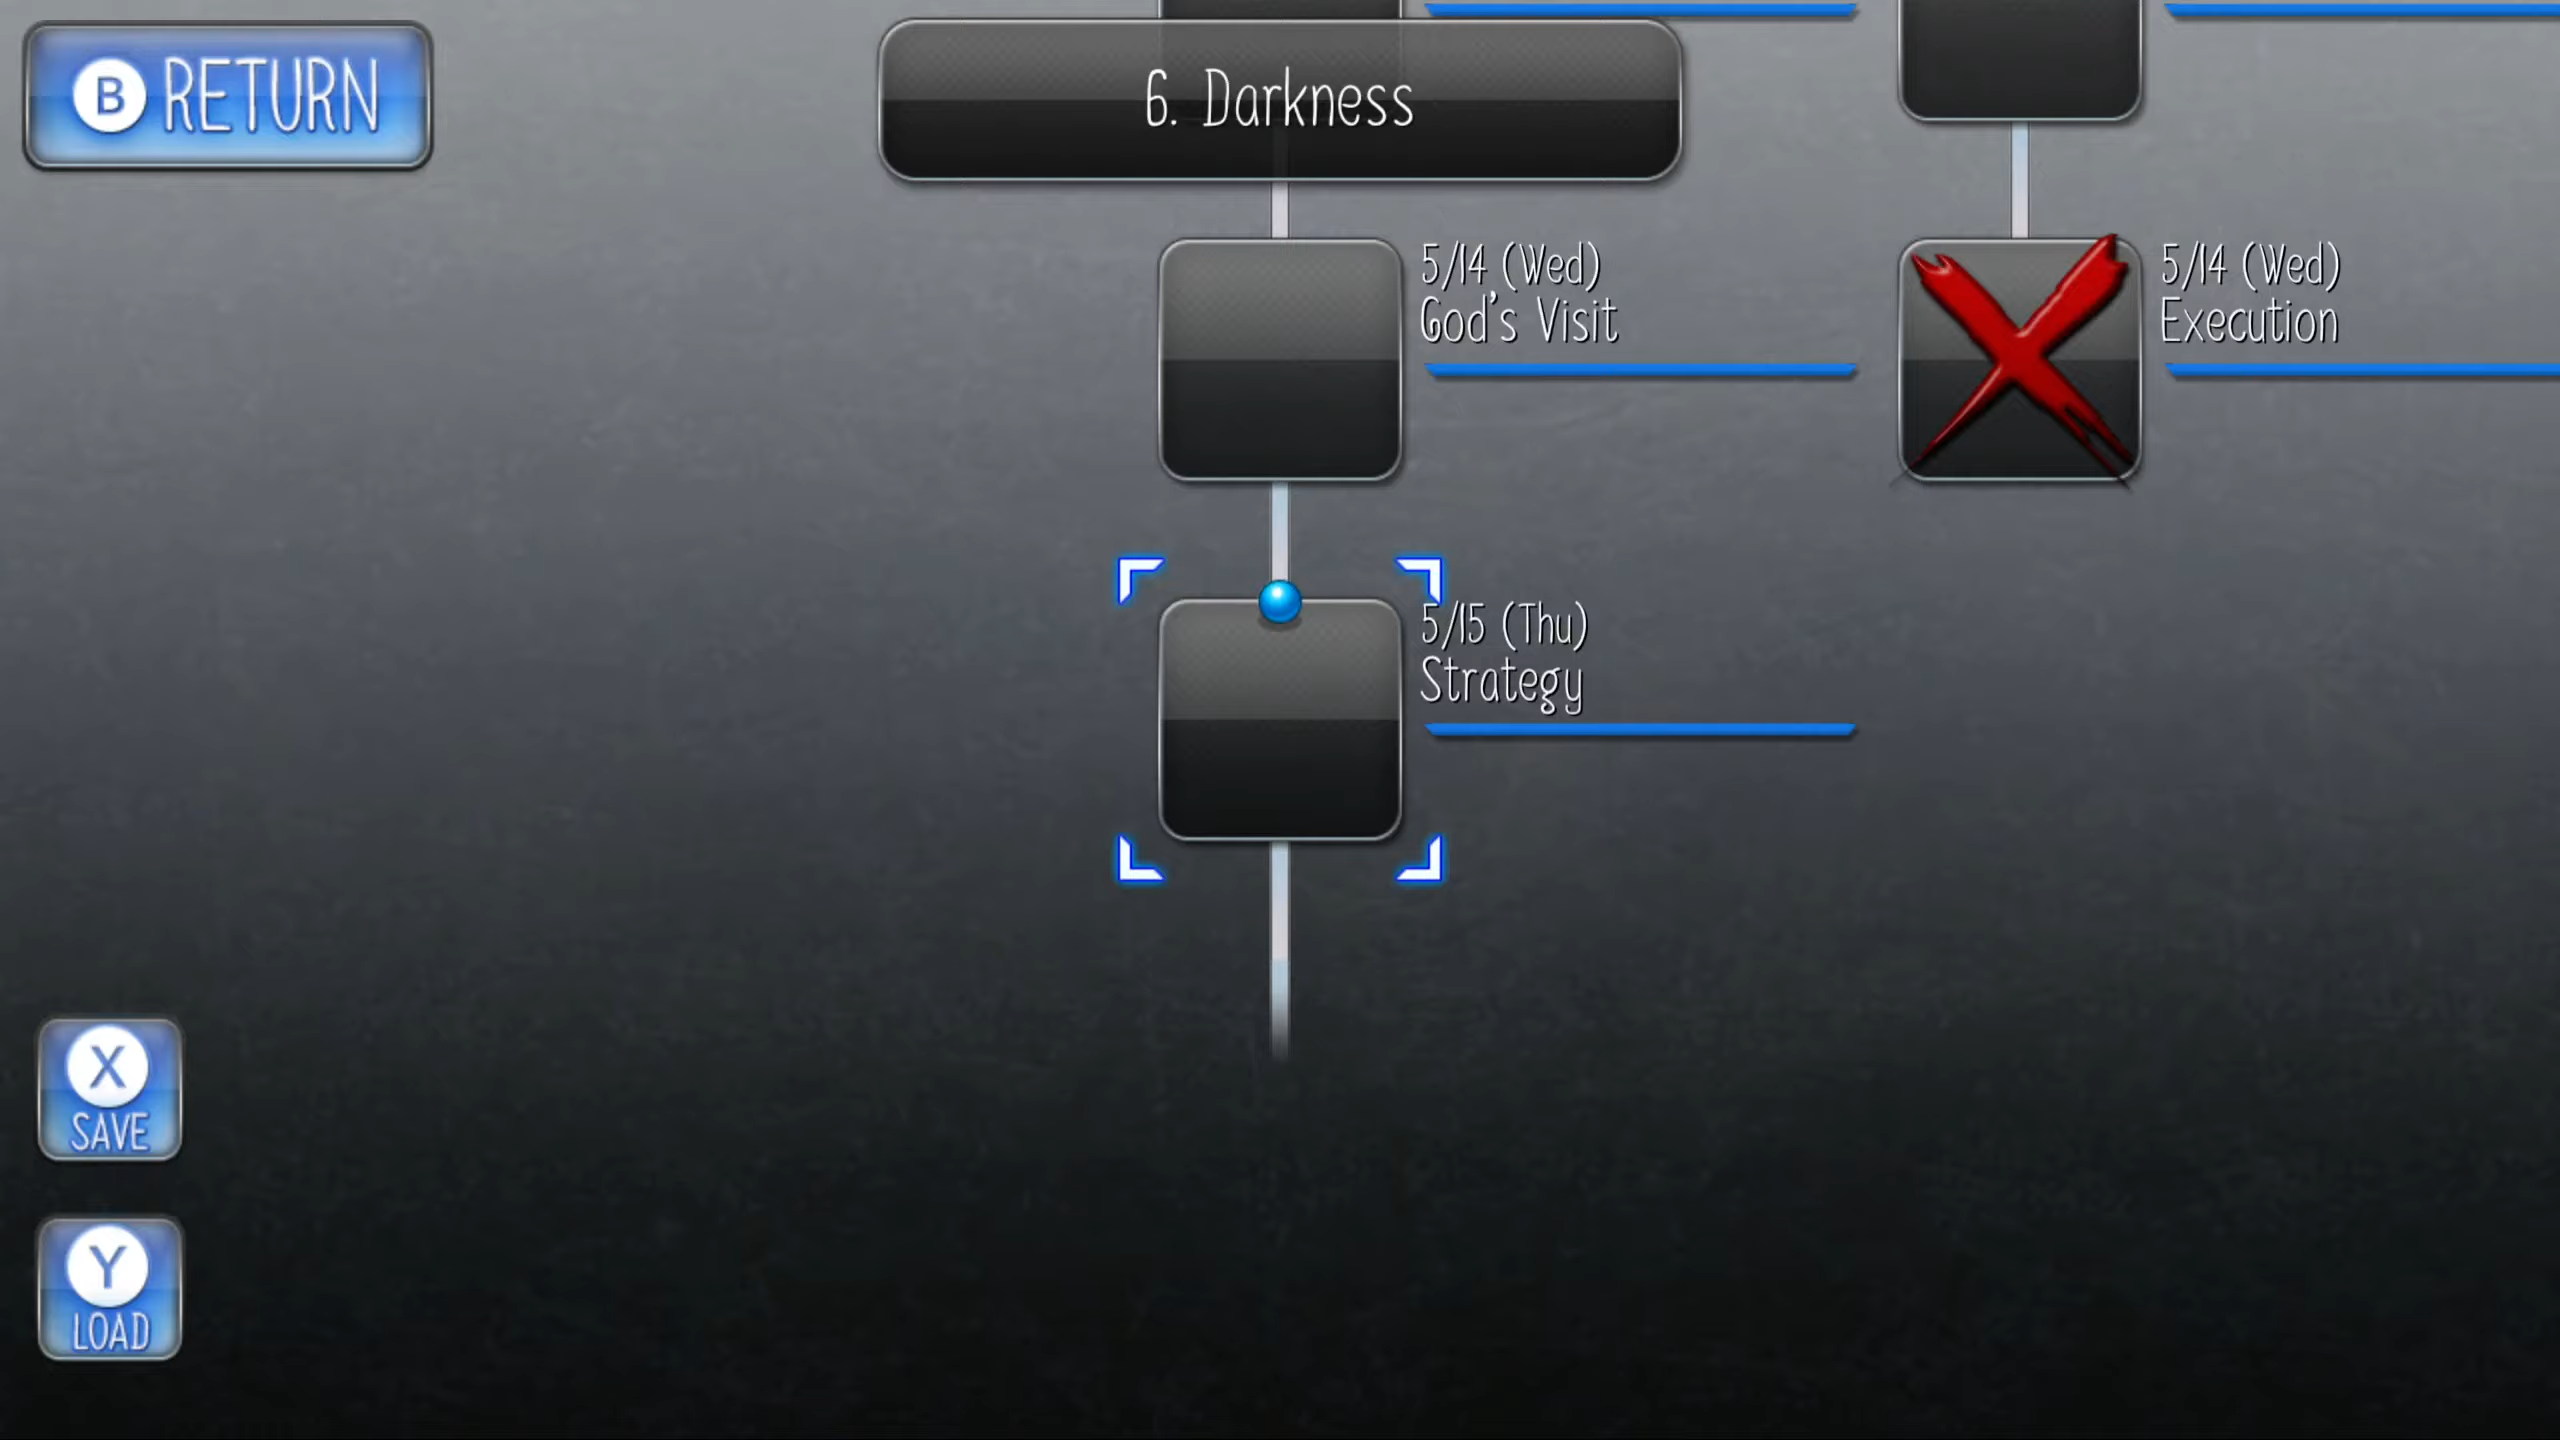 B RETURN
6. Darkness
5/14 (Wed)
God's Visit
5/14 (Wed)
Execution
5/15 (Thu)
Strategy
X
SAVE
Y
LOAD